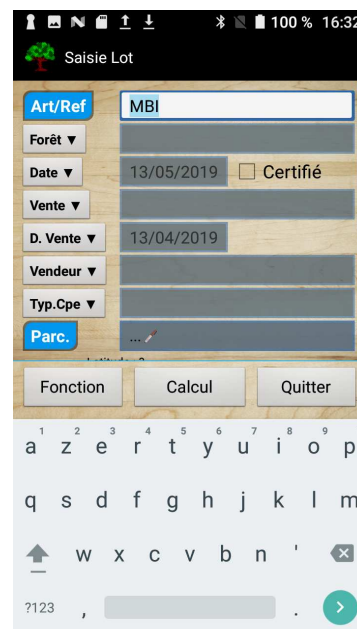 100 % 16:32
Saisie Lot
Art/Ref MBI
Forêt ▼
Date ▼ 13/05/2019 Certifié
Vente ▼
D. Vente ▼ 13/04/2019
Vendeur ▼
Typ.Cpe ▼
Parc. ...
Fonction Calcul Quitter
1 2 3 4 5 6 7 8 9
a z e r t y u i o p
q s d f g h j k l m
w x c v b n '
?123 , .